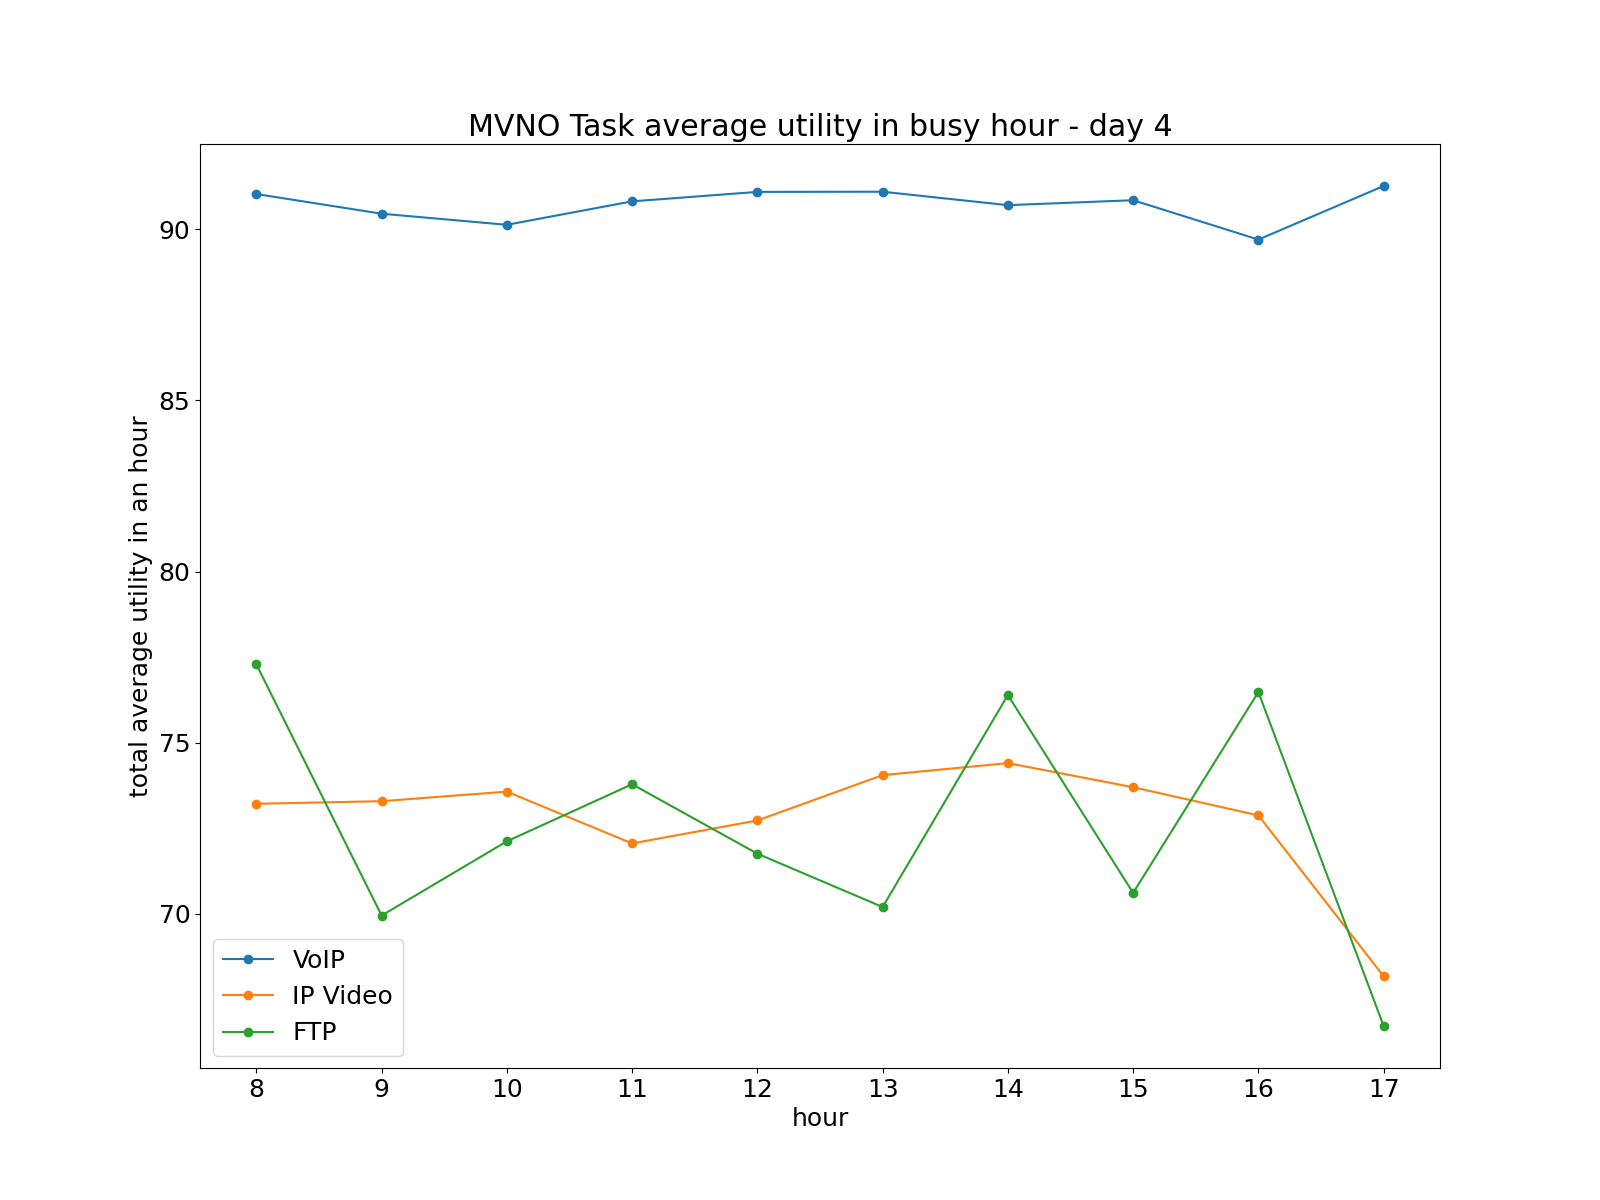 MVNO Task average utility in busy hour - day 4
total average utility in an hour
90
85
80
75
70
VoIP
IP Video
FTP
8 9 10 11 12 13 14 15 16 17
hour